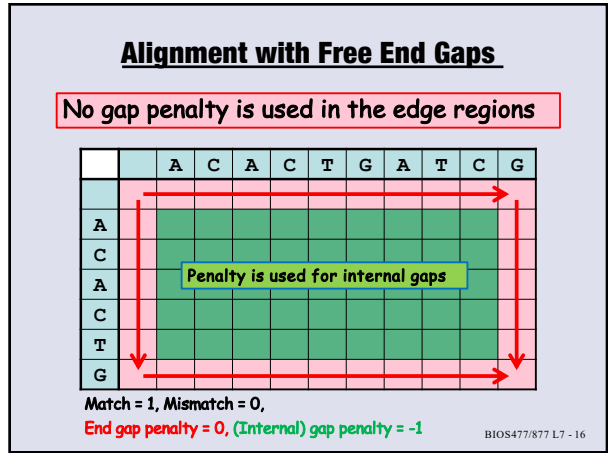 Alignment with Free End Gaps
No gap penalty is used in the edge regions
A C A C T G A T C G
A
C
A
Penalty is used for internal gaps
C
T
G
Match = 1, Mismatch = 0,
End gap penalty = 0, (Internal) gap penalty = -1
BIOS477/877 L7 - 16